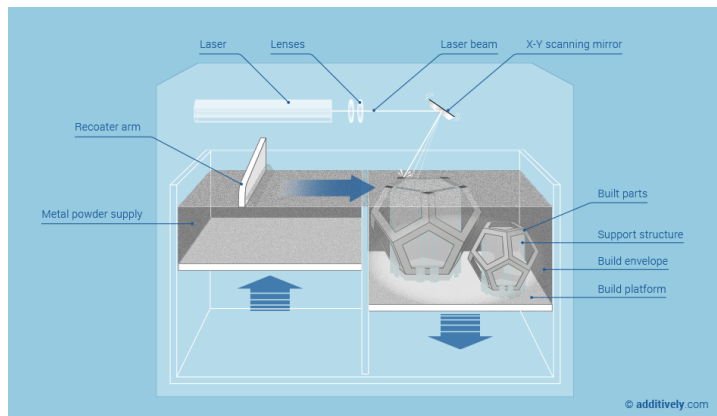 Laser
Lenses
Laser beam
X-Y scanning mirror
Recoater arm
Metal powder supply
Built parts
Support structure
Build envelope
Build platform
© additively.com